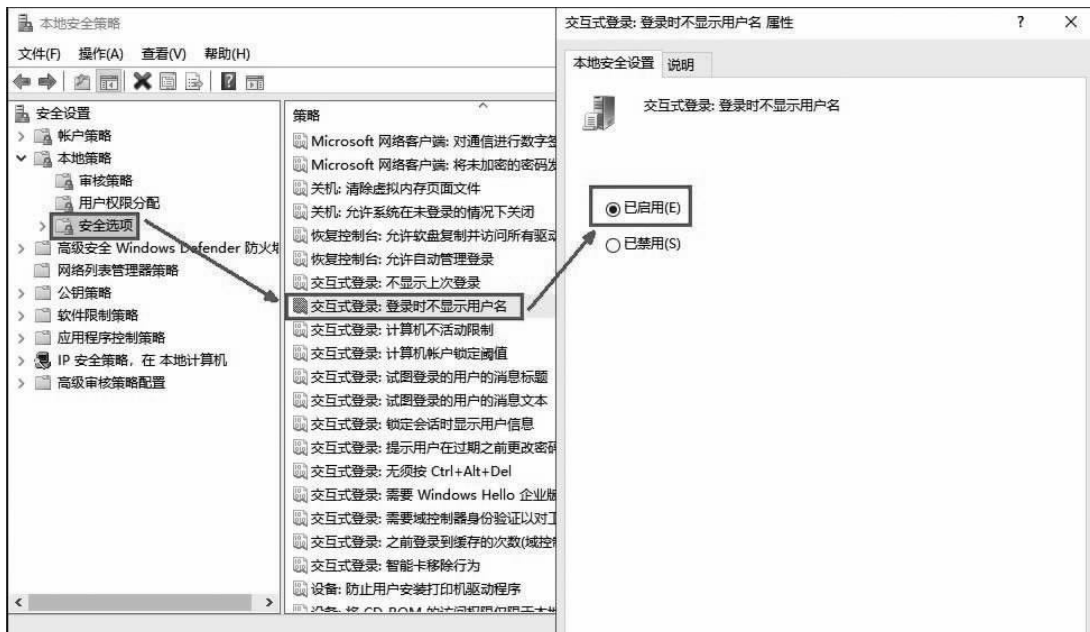 本地安全策略
文件(F) 操作(A) 查看(V) 帮助(H)
安全设置
帐户策略
本地策略
审核策略
用户权限分配
安全选项
高级安全 Windows Defender 防火
网络列表管理器策略
公钥策略
软件限制策略
应用程序控制策略
IP 安全策略，在 本地计算机
高级审核策略配置
策略
Microsoft 网络客户端: 对通信进行数字签
Microsoft 网络客户端: 将未加密的密码发
关机: 清除虚拟内存页面文件
关机: 允许系统在未登录的情况下关闭
恢复控制台: 允许软盘复制并访问所有驱动
恢复控制台: 允许自动管理登录
交互式登录: 不显示上次登录
交互式登录: 登录时不显示用户名
交互式登录: 计算机不活动限制
交互式登录: 计算机帐户锁定阈值
交互式登录: 试图登录的用户的消息标题
交互式登录: 试图登录的用户的消息文本
交互式登录: 锁定会话时显示用户信息
交互式登录: 提示用户在过期之前更改密码
交互式登录: 无须按 Ctrl+Alt+Del
交互式登录: 需要 Windows Hello 企业版
交互式登录: 需要域控制器身份验证以对
交互式登录: 之前登录到缓存的次数(域控
交互式登录: 智能卡移除行为
设备: 防止用户安装打印机驱动程序
设备: 将 CD-ROM 的访问权限仅限于本地
交互式登录: 登录时不显示用户名 属性
本地安全设置 说明
交互式登录: 登录时不显示用户名
已启用(E)
已禁用(S)